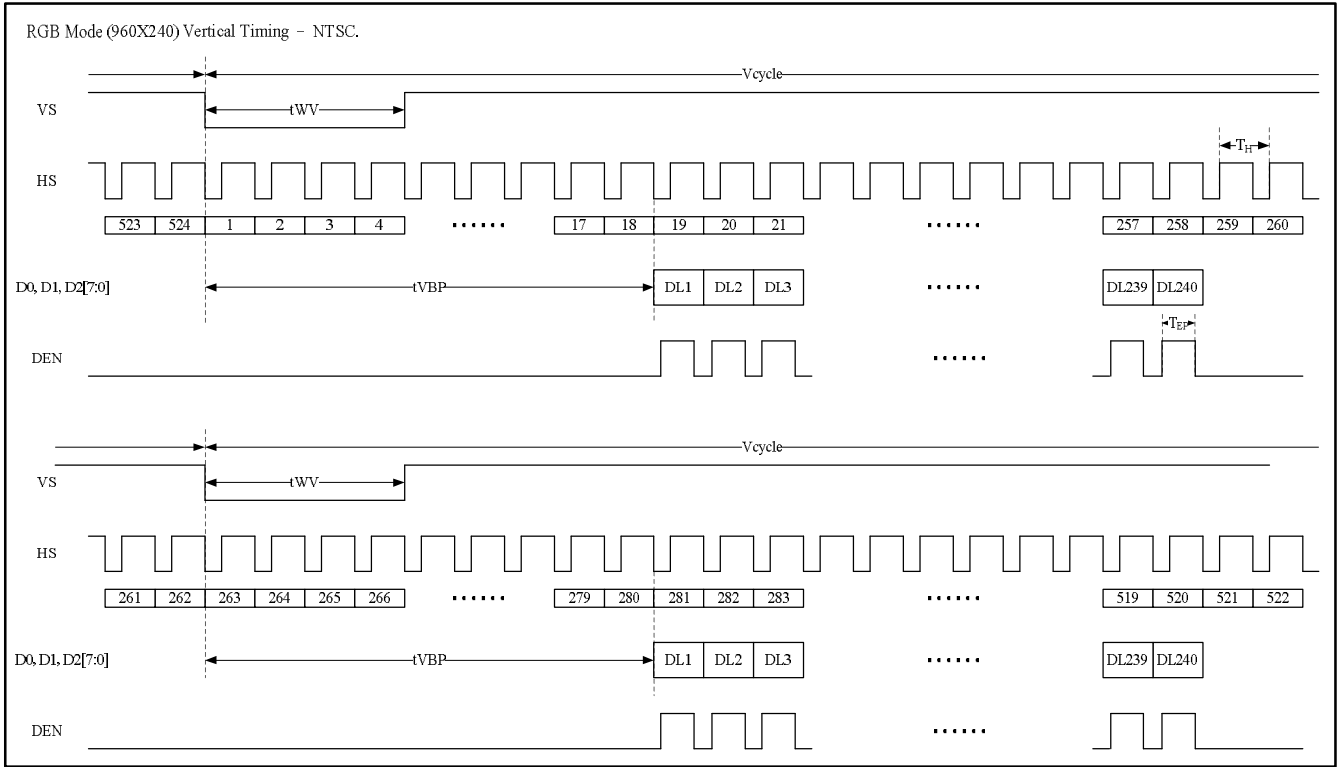 RGB Mode (960X240) Vertical Timing - NTSC.
Vcycle
VS
tWV
TH
HS
523 524 1 2 3 4 ...... 17 18 19 20 21 ...... 257 258 259 260
D0, D1, D2[7:0] tVBP DL1 DL2 DL3 ...... DL239 DL240
TEP
DEN ......
Vcycle
VS
tWV
HS
261 262 263 264 265 266 ...... 279 280 281 282 283 ...... 519 520 521 522
D0, D1, D2[7:0] tVBP DL1 DL2 DL3 ...... DL239 DL240
DEN ......